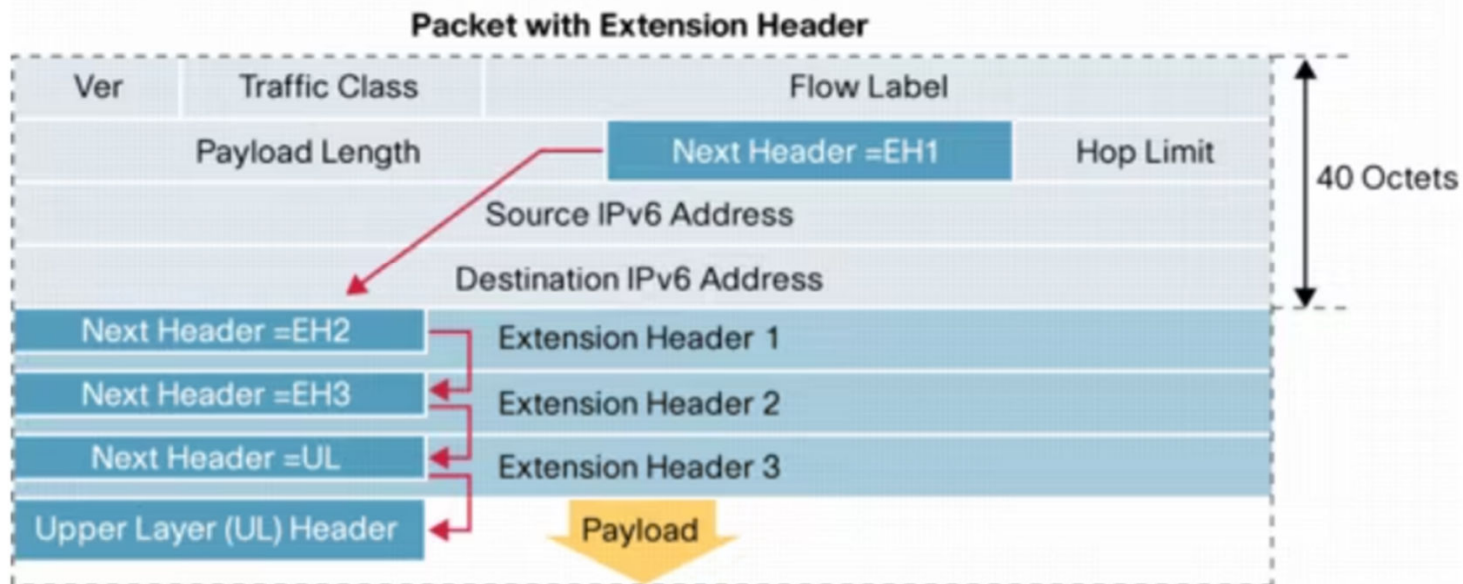 Packet with Extension Header
Ver Traffic Class Flow Label
Payload Length Next Header =EH1 Hop Limit
40 Octets
Source IPv6 Address
Destination IPv6 Address
Next Header =EH2 Extension Header 1
Next Header =EH3 Extension Header 2
Next Header =UL Extension Header 3
Upper Layer (UL) Header Payload